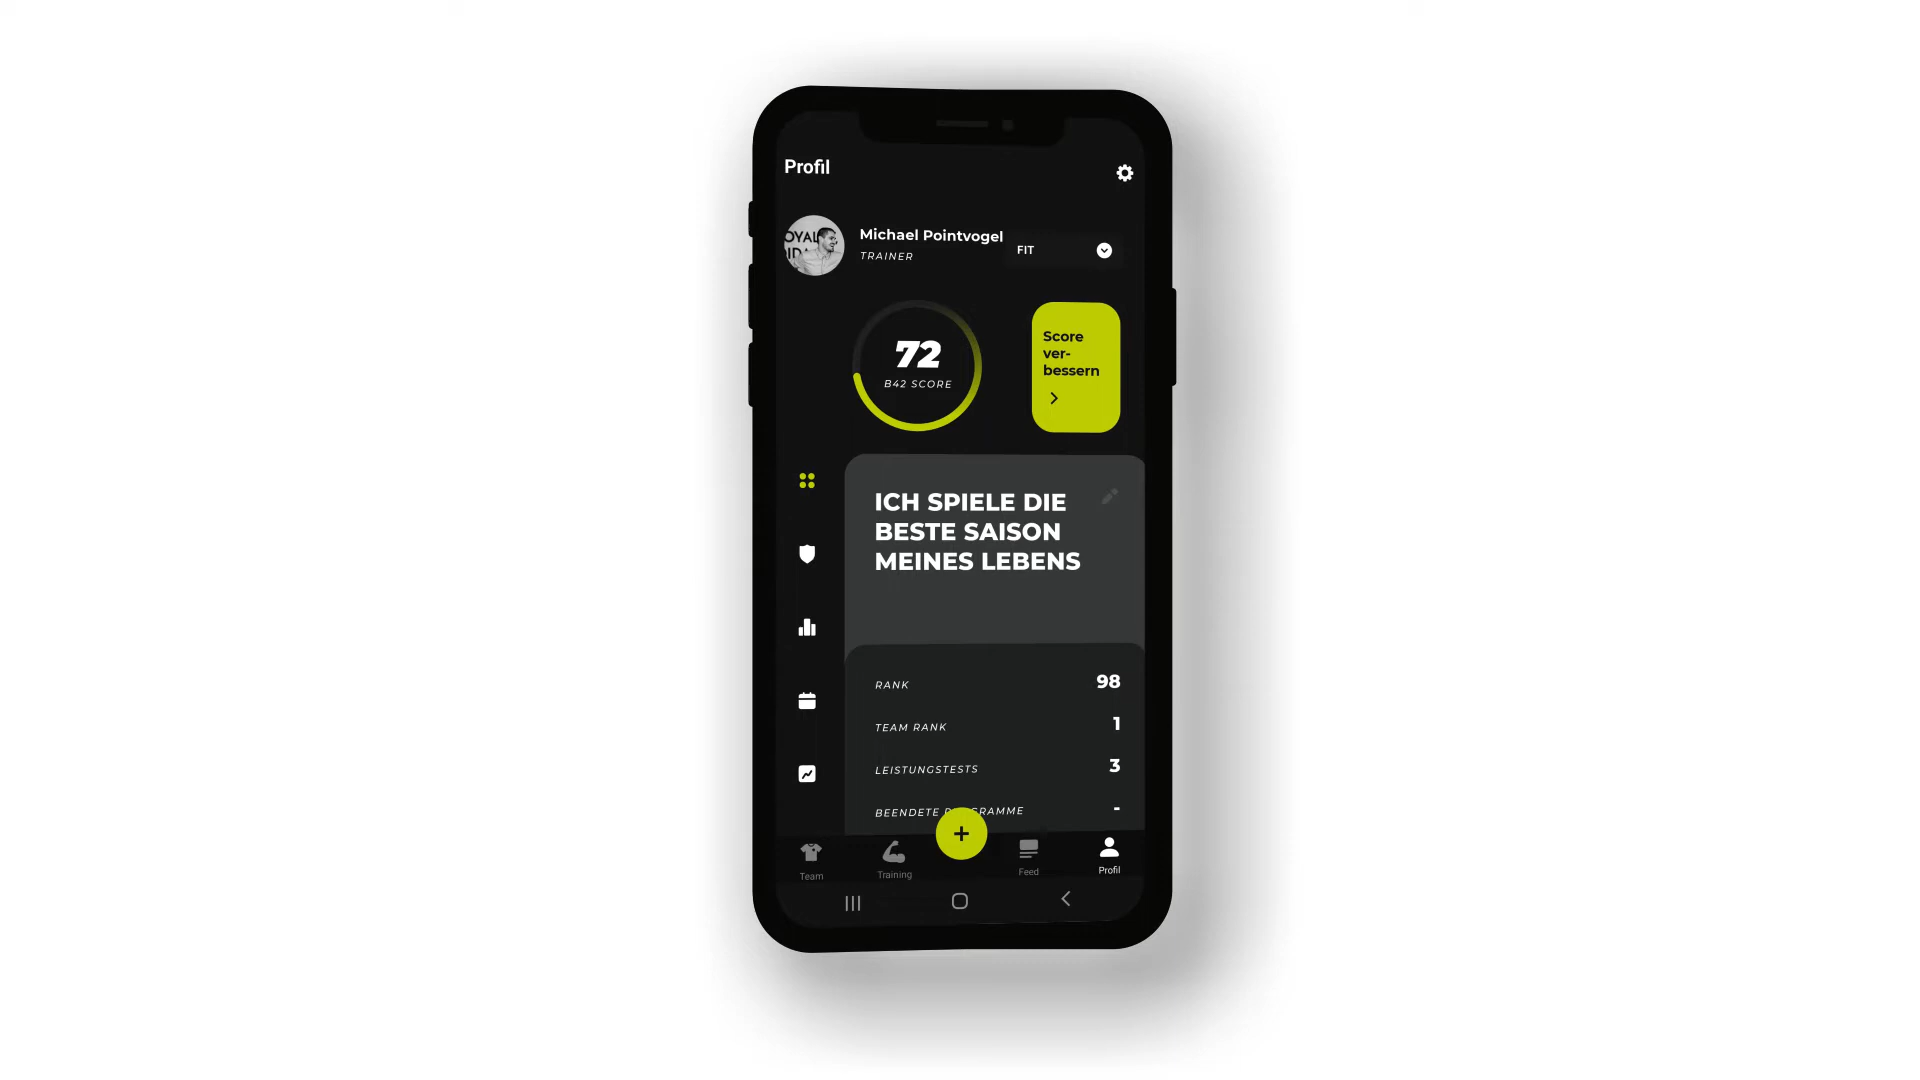 Profil
OYAL
Michael Pointvogel
TRAINER
FIT
72
B42 SCORE
Score
ver-
bessern
ICH SPIELE DIE
BESTE SAISON
MEINES LEBENS
RANK 98
TEAM RANK 1
LEISTUNGSTESTS 3
BEENDETE -
+
Team Training Feed Profil